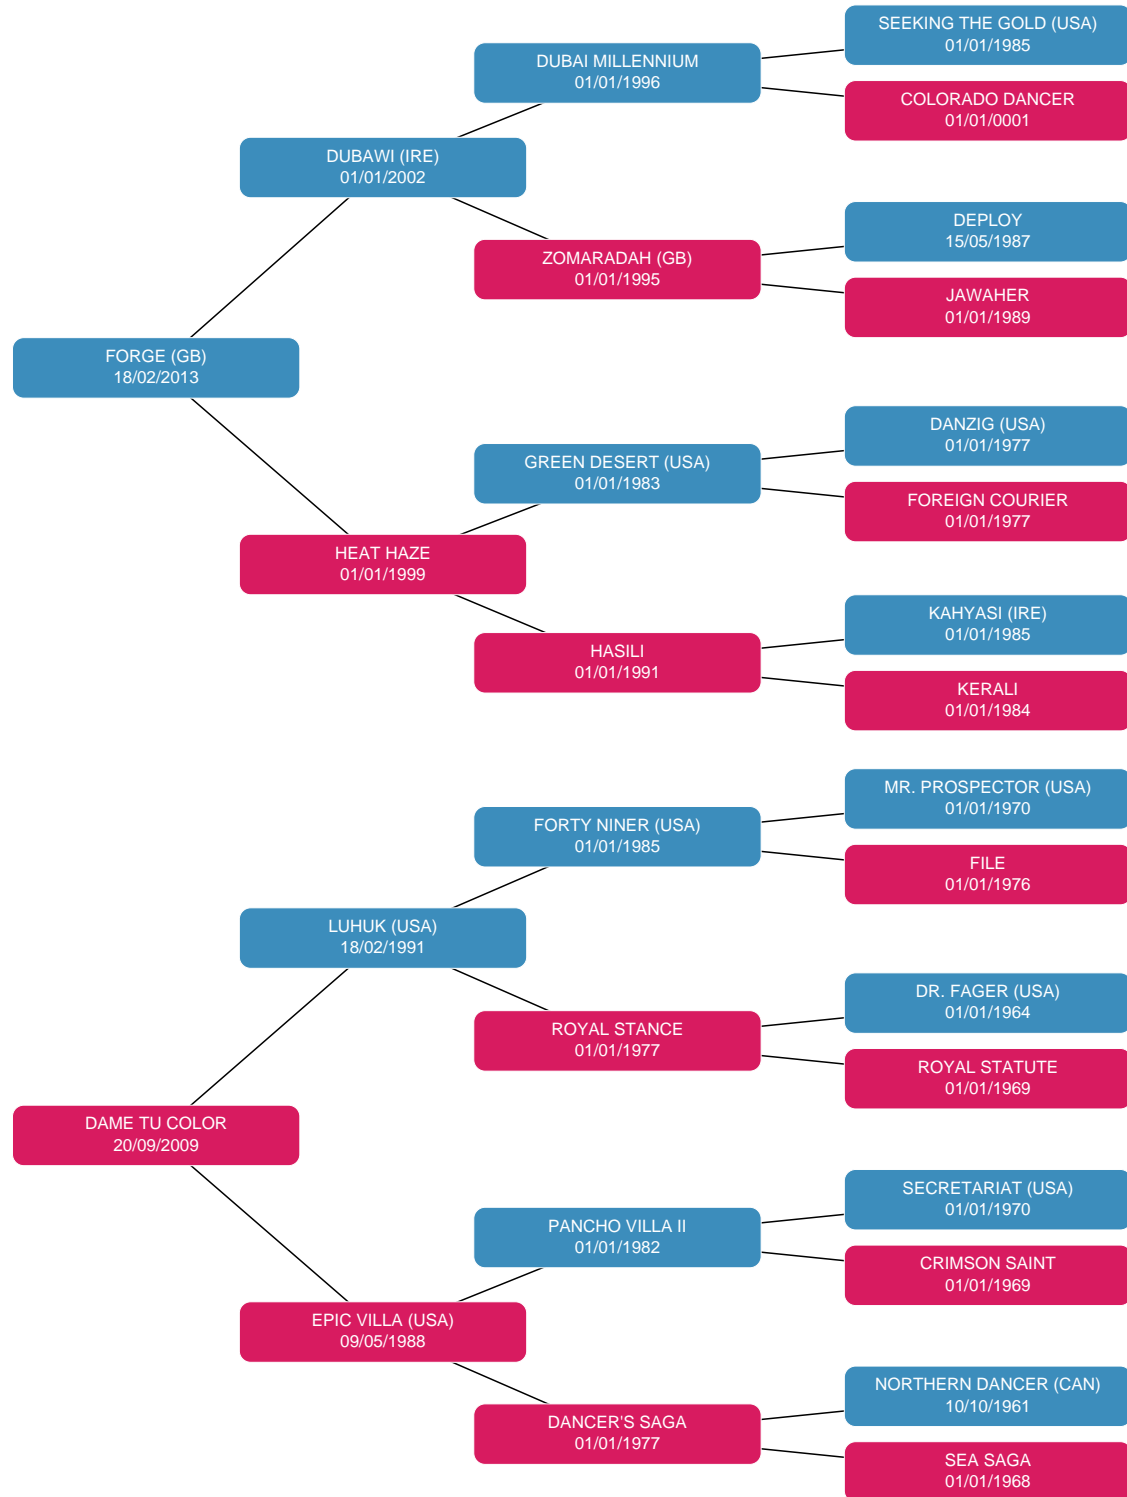 SEEKING THE GOLD (USA)
01/01/1985
DUBAI MILLENNIUM
01/01/1996
COLORADO DANCER
01/01/0001
DUBAWI (IRE)
01/01/2002
DEPLOY
15/05/1987
ZOMARADAH (GB)
01/01/1995
JAWAHER
01/01/1989
FORGE (GB)
18/02/2013
DANZIG (USA)
01/01/1977
GREEN DESERT (USA)
01/01/1983
FOREIGN COURIER
01/01/1977
HEAT HAZE
01/01/1999
KAHYASI (IRE)
01/01/1985
HASILI
01/01/1991
KERALI
01/01/1984
MR. PROSPECTOR (USA)
01/01/1970
FORTY NINER (USA)
01/01/1985
FILE
01/01/1976
LUHUK (USA)
18/02/1991
DR. FAGER (USA)
01/01/1964
ROYAL STANCE
01/01/1977
ROYAL STATUTE
01/01/1969
DAME TU COLOR
20/09/2009
SECRETARIAT (USA)
01/01/1970
PANCHO VILLA II
01/01/1982
CRIMSON SAINT
01/01/1969
EPIC VILLA (USA)
09/05/1988
NORTHERN DANCER (CAN)
10/10/1961
DANCER'S SAGA
01/01/1977
SEA SAGA
01/01/1968